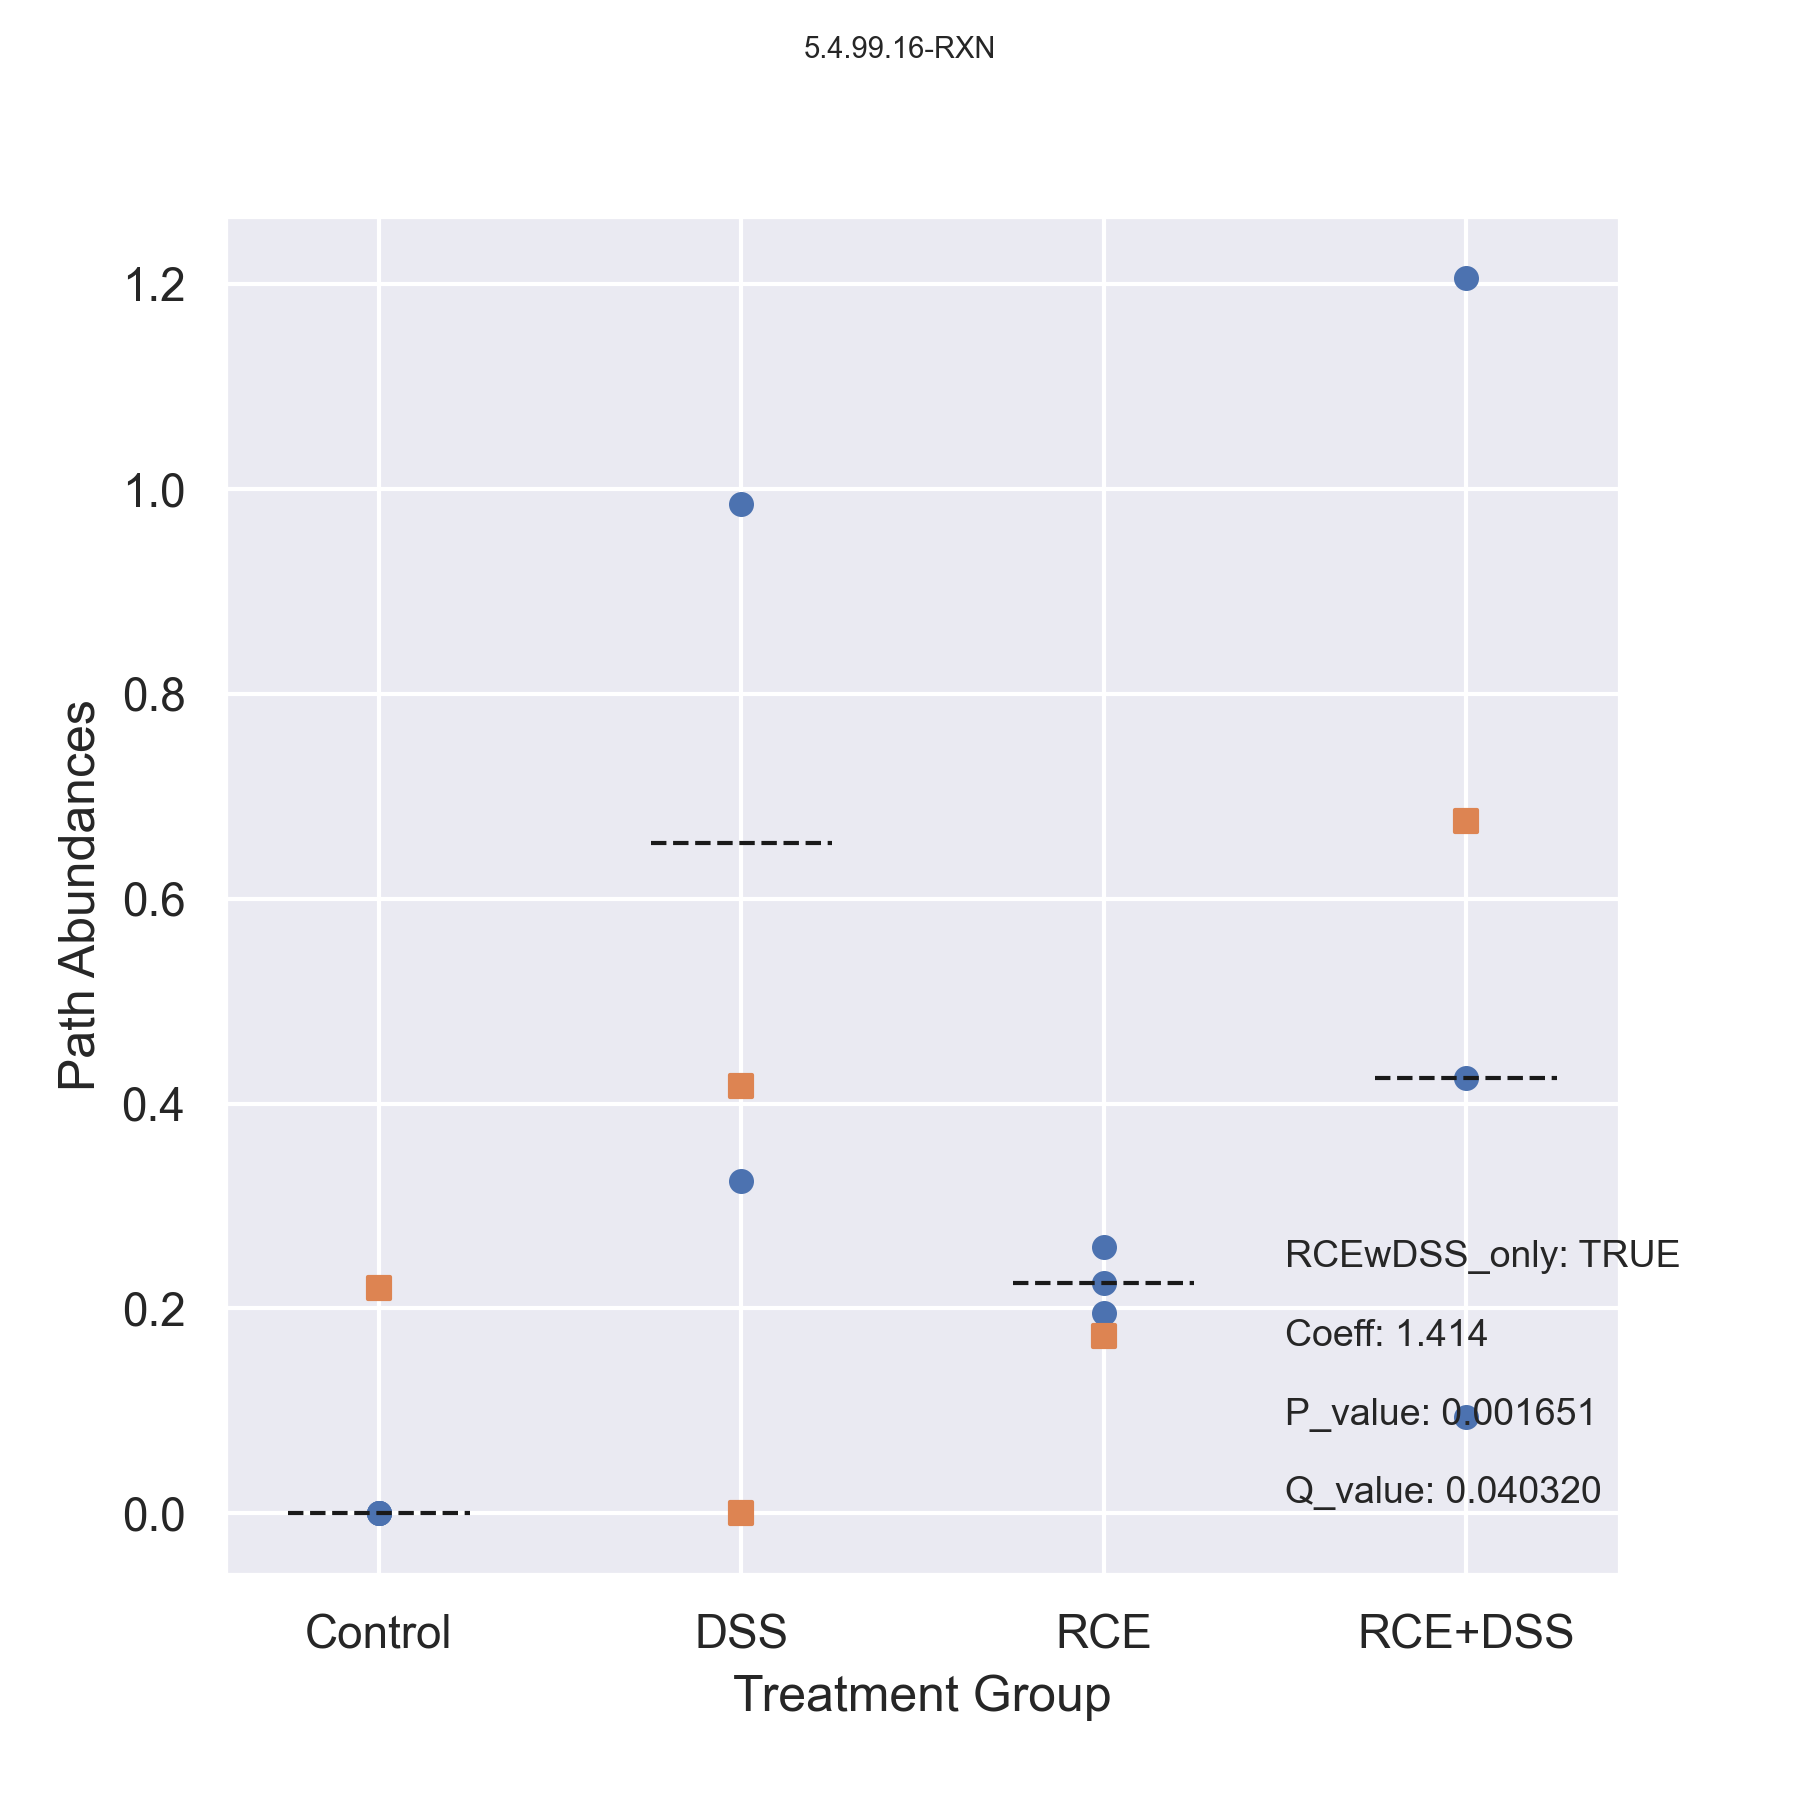 5.4.99.16-RXN
1.2
1.0
0.8
0.6
0.4
0.2
0.0
Path Abundances
RCEwDSS_only: TRUE
Coeff: 1.414
P_value: 0.001651
Q_value: 0.040320
Control DSS RCE RCE+DSS
Treatment Group